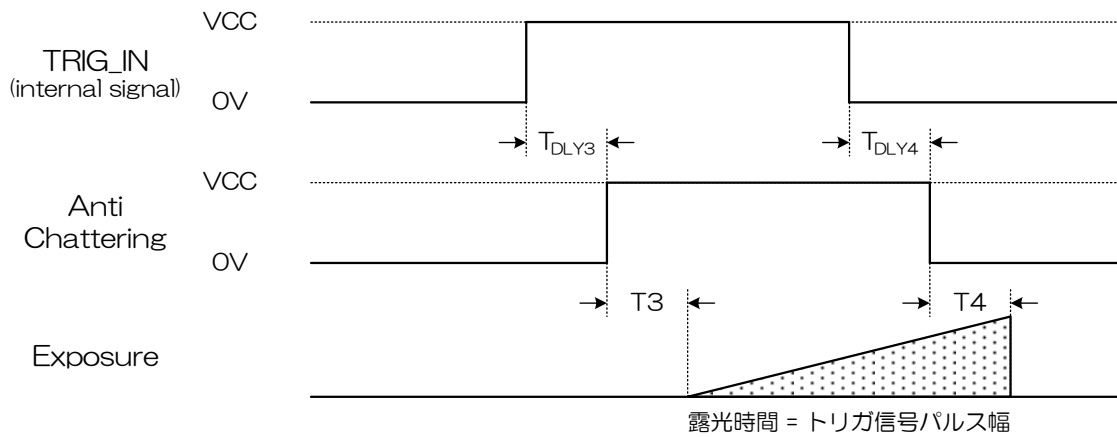 VCC
TRIG_IN
(internal signal)
0V
TDLY3
TDLY4
VCC
Anti
Chattering
0V
T3
T4
Exposure
露光時間 = トリガ信号パルス幅